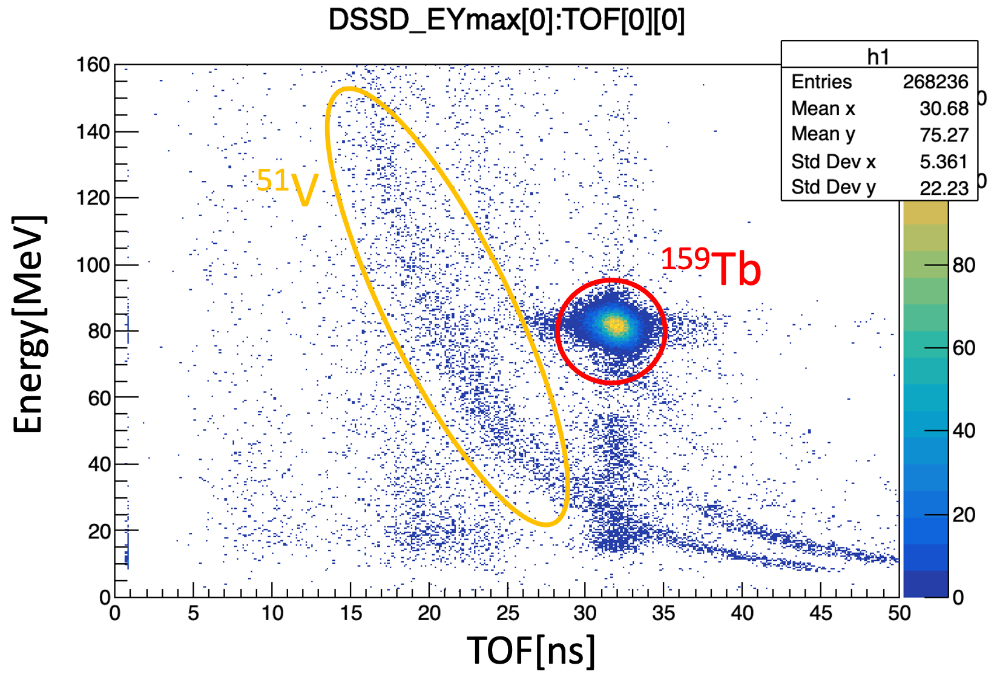 DSSD_EYmax[0]:TOF[0][0]
h1
Entries 268236
Mean x 30.68
Mean y 75.27
Std Dev x 5.361
Std Dev y 22.23
160
140
120
100
80
60
40
20
0
Energy[MeV]
51V
159Tb
0
0
80
60
40
20
0
0 5 10 15 20 25 30 35 40 45 50
TOF[ns]